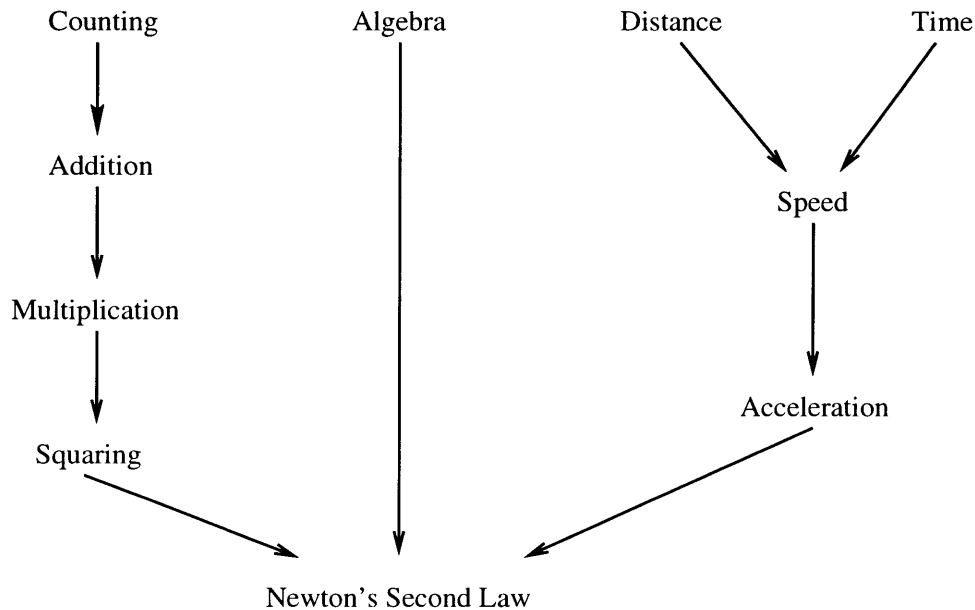 Counting
Algebra
Distance
Time
Addition
Speed
Multiplication
Acceleration
Squaring
Newton's Second Law